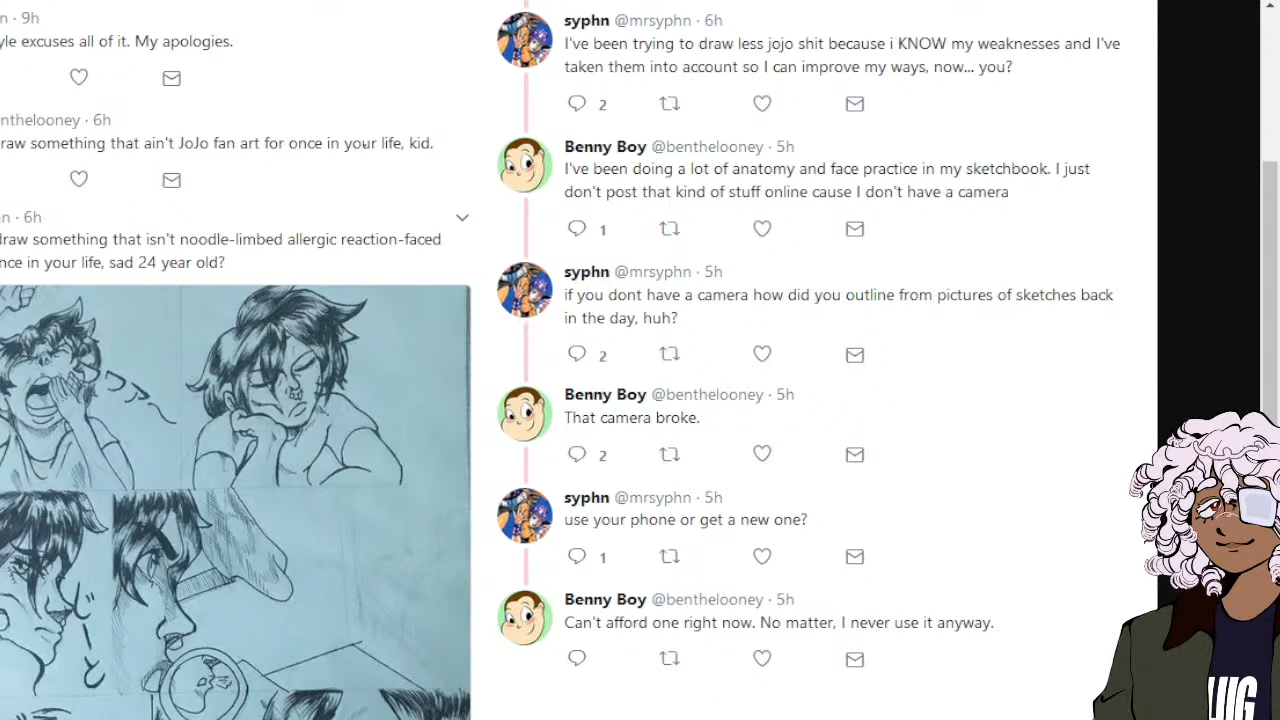 n · 9h
yle excuses all of it. My apologies.
nthelooney · 6h
raw something that ain't JoJo fan art for once in your life, kid.
n · 6h
draw something that isn't noodle-limbed allergic reaction-faced
nce in your life, sad 24 year old?
syphn @mrsyphn · 6h
I've been trying to draw less jojo shit because i KNOW my weaknesses and I've
taken them into account so I can improve my ways, now... you?
2
Benny Boy @benthelooney · 5h
I've been doing a lot of anatomy and face practice in my sketchbook. I just
don't post that kind of stuff online cause I don't have a camera
1
syphn @mrsyphn · 5h
if you dont have a camera how did you outline from pictures of sketches back
in the day, huh?
2
Benny Boy @benthelooney · 5h
That camera broke.
2
syphn @mrsyphn · 5h
use your phone or get a new one?
1
Benny Boy @benthelooney · 5h
Can't afford one right now. No matter, I never use it anyway.